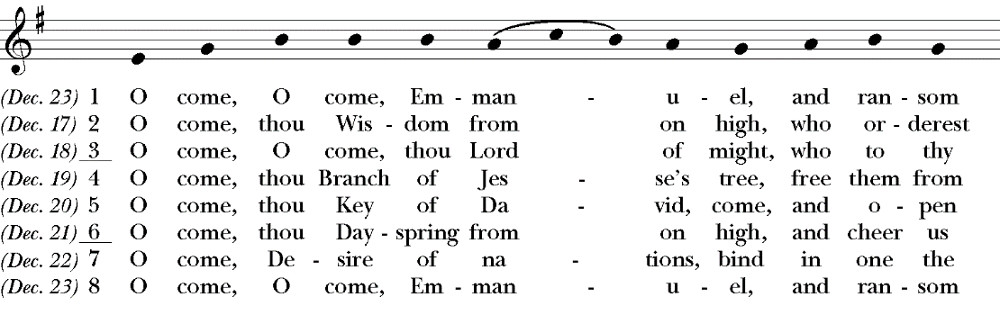 (Dec. 23) 1 O come, O come, Em - man - u - el, and ran - som
(Dec. 17) 2 O come, thou Wis - dom from on high, who or - derest
(Dec. 18) 3 O come, O come, thou Lord of might, who to thy
(Dec. 19) 4 O come, thou Branch of Jes - se's tree, free them from
(Dec. 20) 5 O come, thou Key of Da - vid, come, and o - pen
(Dec. 21) 6 O come, thou Day - spring from on high, and cheer us
(Dec. 22) 7 O come, De - sire of na - tions, bind in one the
(Dec. 23) 8 O come, O come, Em - man - u - el, and ran - som